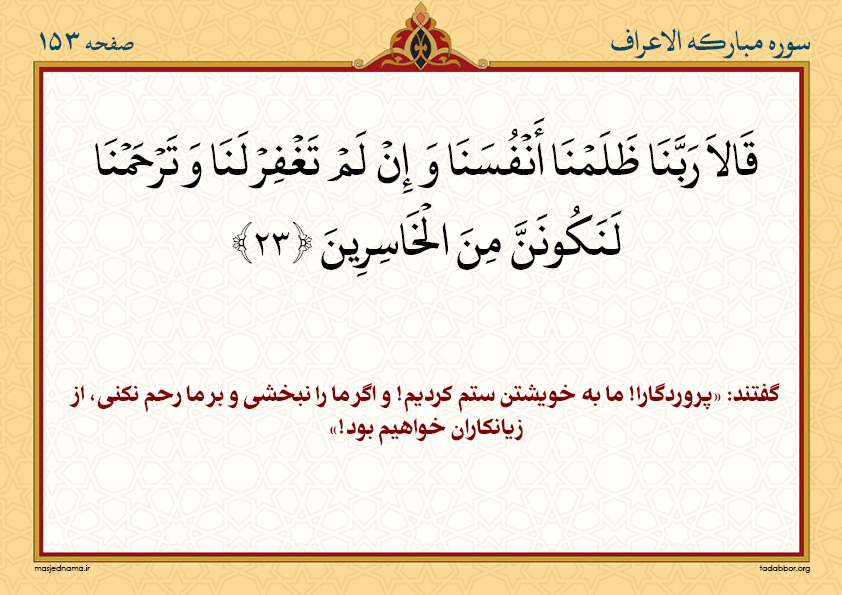 سوره مبارکه الاعراف
صفحه ۱۵۳
قَالاَ رَبَّنَا ظَلَمْنَا أَنْفُسَنَا وَ إِنْ لَمْ تَغْفِرْ لَنَا وَ تَرْحَمْنَا
لَنَكُونَنَّ مِنَ الْخَاسِرِينَ ﴿۲۳﴾
گفتند: «پروردگارا! ما به خویشتن ستم کردیم! و اگر ما را نبخشی و بر ما رحم نکنی، از
زیانکاران خواهیم بود!»
masjednama.ir
tadabbor.org